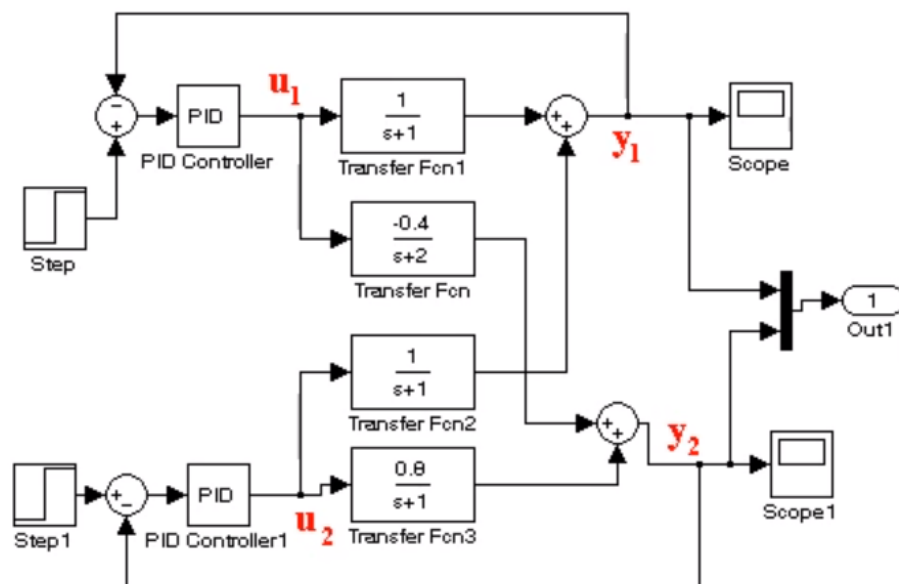 −
+
PID
PID Controller
u1
1
s+1
Transfer Fcn1
+
+
y1
Scope
Step
-0.4
s+2
Transfer Fcn
1
Out1
1
s+1
Transfer Fcn2
+
+
y2
Step1
+
−
PID
PID Controller1
u2
0.8
s+1
Transfer Fcn3
Scope1